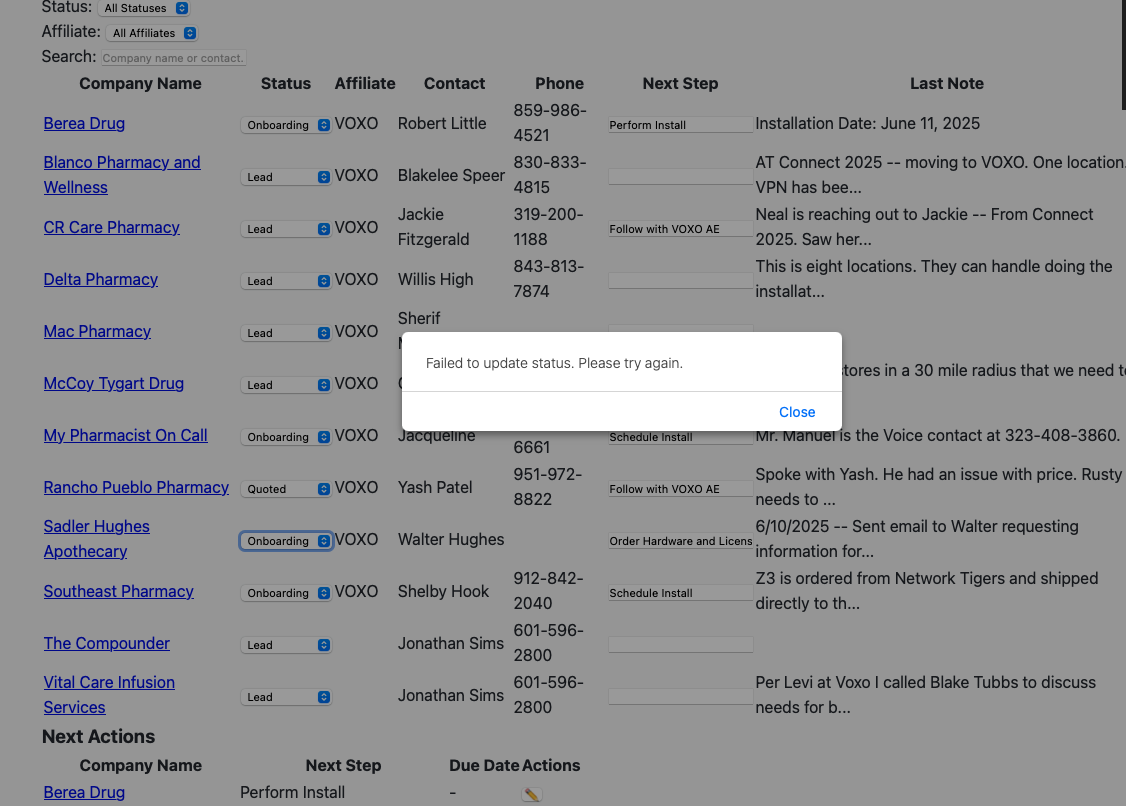 Status: All Statuses
Affiliate: All Affiliates
Search: Company name or contact.
Company Name Status Affiliate Contact Phone Next Step Last Note
Berea Drug Onboarding VOXO Robert Little 859-986-4521 Perform Install Installation Date: June 11, 2025
Blanco Pharmacy and Wellness Lead VOXO Blakelee Speer 830-833-4815 AT Connect 2025 -- moving to VOXO. One location. VPN has bee...
CR Care Pharmacy Lead VOXO Jackie Fitzgerald 319-200-1188 Follow with VOXO AE Neal is reaching out to Jackie -- From Connect 2025. Saw her...
Delta Pharmacy Lead VOXO Willis High 843-813-7874 This is eight locations. They can handle doing the installat...
Mac Pharmacy Lead VOXO Sherif
Failed to update status. Please try again.
Close
McCoy Tygart Drug Lead VOXO stores in a 30 mile radius that we need to
My Pharmacist On Call Onboarding VOXO Jacqueline 6661 Schedule Install Mr. Manuel is the Voice contact at 323-408-3860.
Rancho Pueblo Pharmacy Quoted VOXO Yash Patel 951-972-8822 Follow with VOXO AE Spoke with Yash. He had an issue with price. Rusty needs to ...
Sadler Hughes Apothecary Onboarding VOXO Walter Hughes Order Hardware and Licens 6/10/2025 -- Sent email to Walter requesting information for...
Southeast Pharmacy Onboarding VOXO Shelby Hook 912-842-2040 Schedule Install Z3 is ordered from Network Tigers and shipped directly to th...
The Compounder Lead Jonathan Sims 601-596-2800
Vital Care Infusion Services Lead Jonathan Sims 601-596-2800 Per Levi at Voxo I called Blake Tubbs to discuss needs for b...
Next Actions
Company Name Next Step Due Date Actions
Berea Drug Perform Install -